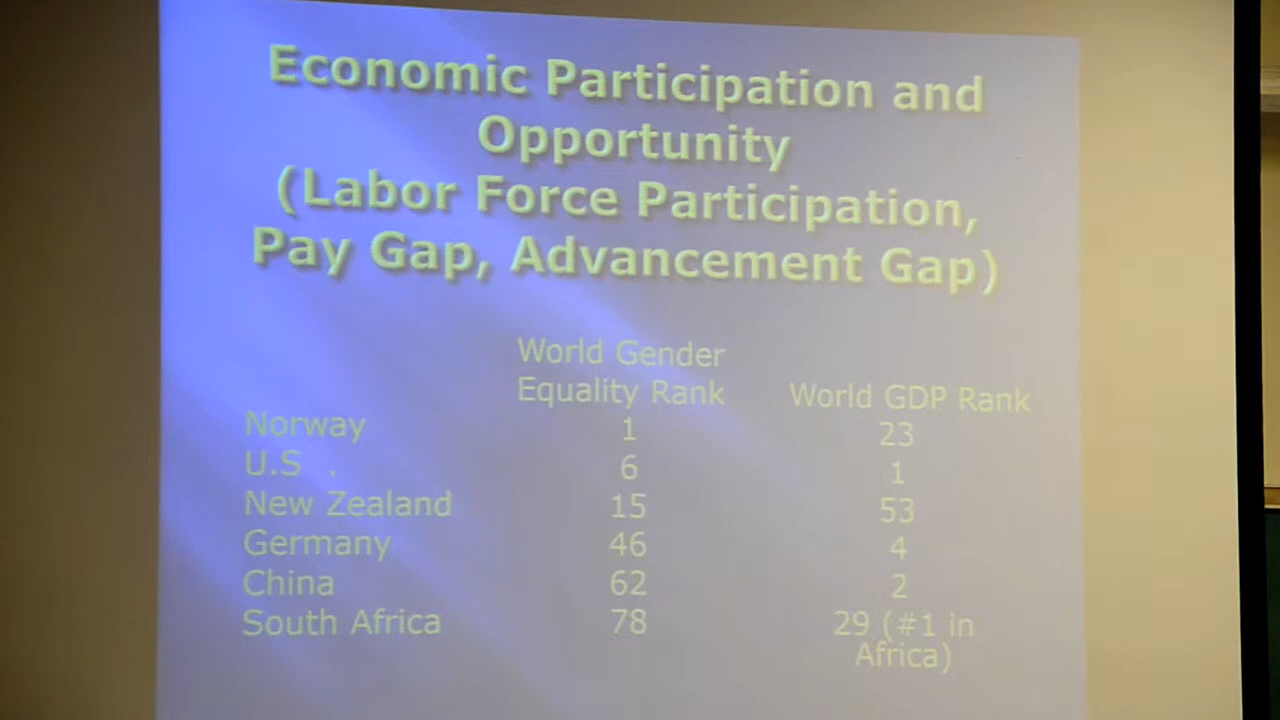 Economic Participation and
Opportunity
(Labor Force Participation,
Pay Gap, Advancement Gap)
World Gender
Equality Rank World GDP Rank
Norway 1 23
U.S . 6 1
New Zealand 15 53
Germany 46 4
China 62 2
South Africa 78 29 (#1 in
Africa)